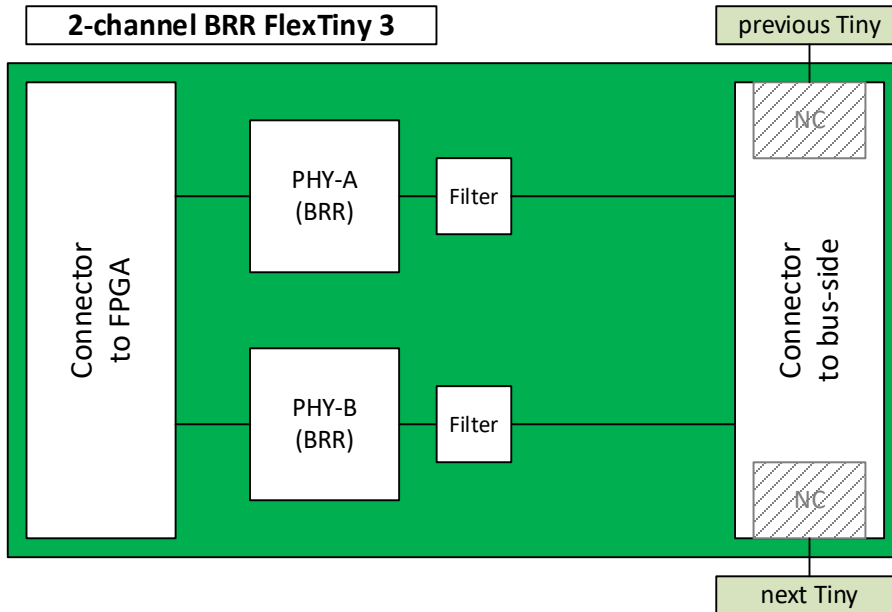 2-channel BRR FlexTiny 3
previous Tiny
NC
Connector
to FPGA
PHY-A
(BRR)
Filter
Connector
to bus-side
PHY-B
(BRR)
Filter
NC
next Tiny